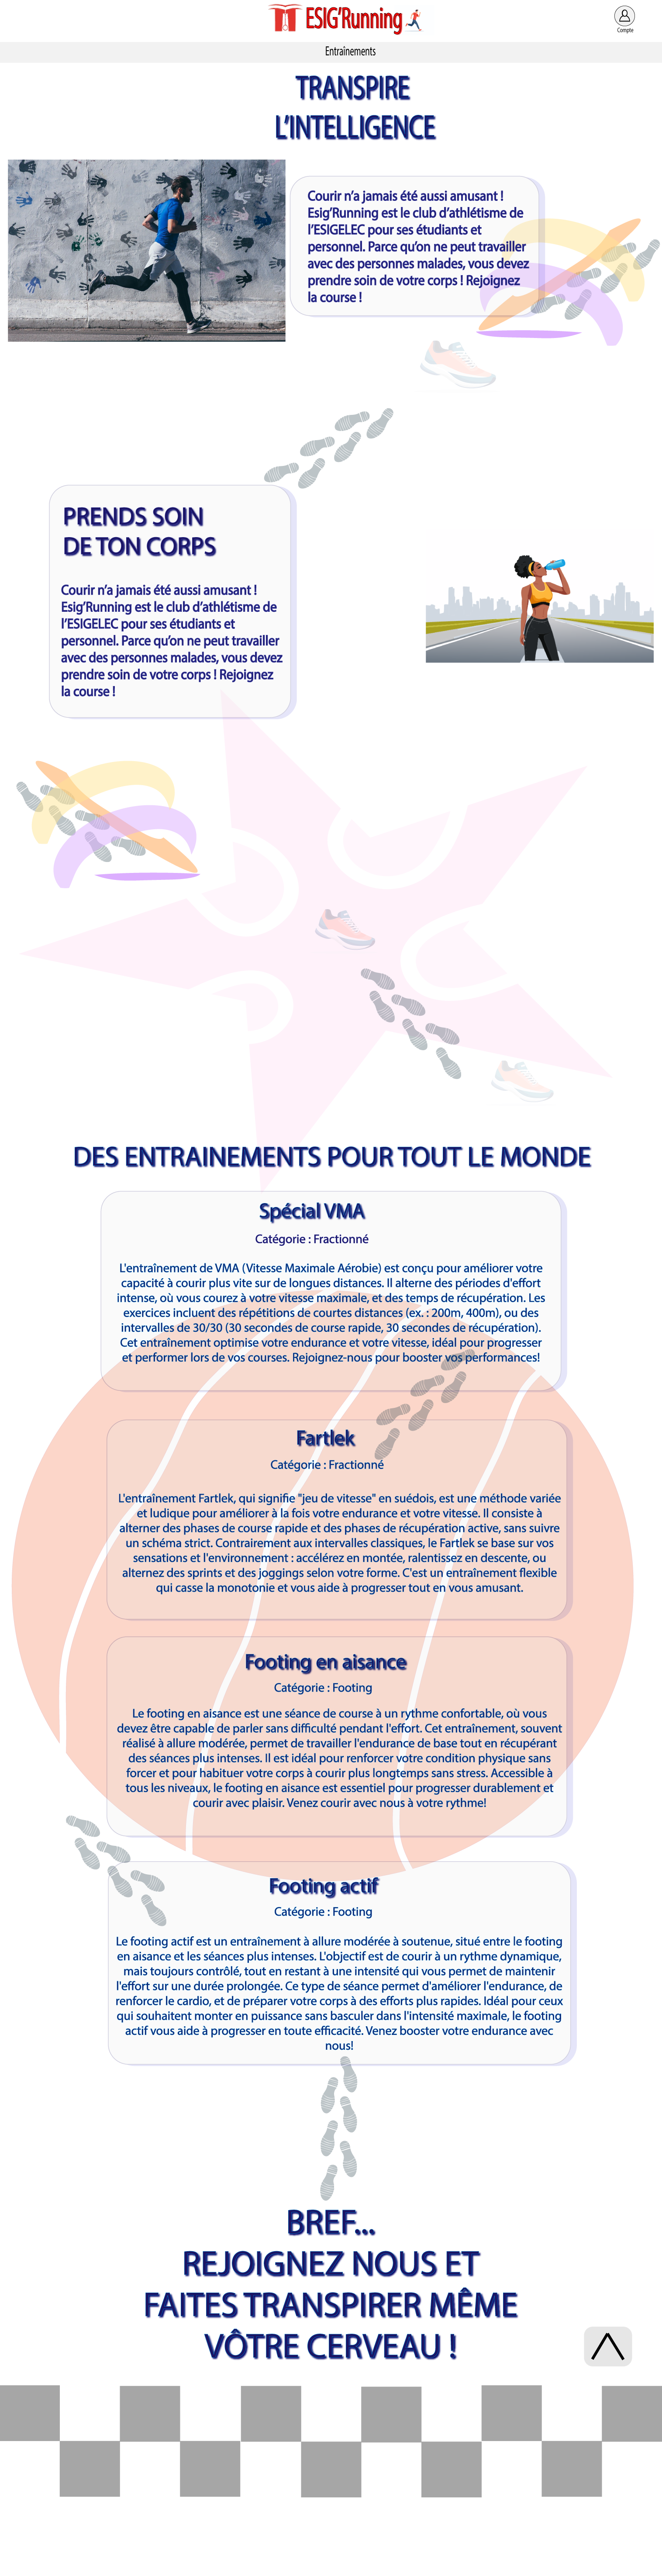 ESIG'Running
Compte
Entraînements
TRANSPIRE
L'INTELLIGENCE
Courir n'a jamais été aussi amusant !
Esig'Running est le club d'athlétisme de
l'ESIGELEC pour ses étudiants et
personnel. Parce qu'on ne peut travailler
avec des personnes malades, vous devez
prendre soin de votre corps ! Rejoignez
la course !
PRENDS SOIN
DE TON CORPS
Courir n'a jamais été aussi amusant !
Esig'Running est le club d'athlétisme de
l'ESIGELEC pour ses étudiants et
personnel. Parce qu'on ne peut travailler
avec des personnes malades, vous devez
prendre soin de votre corps ! Rejoignez
la course !
DES ENTRAINEMENTS POUR TOUT LE MONDE
Spécial VMA
Catégorie : Fractionné
L'entraînement de VMA (Vitesse Maximale Aérobie) est conçu pour améliorer votre
capacité à courir plus vite sur de longues distances. Il alterne des périodes d'effort
intense, où vous courez à votre vitesse maximale, et des temps de récupération. Les
exercices incluent des répétitions de courtes distances (ex. : 200m, 400m), ou des
intervalles de 30/30 (30 secondes de course rapide, 30 secondes de récupération).
Cet entraînement optimise votre endurance et votre vitesse, idéal pour progresser
et performer lors de vos courses. Rejoignez-nous pour booster vos performances!
Fartlek
Catégorie : Fractionné
L'entraînement Fartlek, qui signifie "jeu de vitesse" en suédois, est une méthode variée
et ludique pour améliorer à la fois votre endurance et votre vitesse. Il consiste à
alterner des phases de course rapide et des phases de récupération active, sans suivre
un schéma strict. Contrairement aux intervalles classiques, le Fartlek se base sur vos
sensations et l'environnement : accélérez en montée, ralentissez en descente, ou
alternez des sprints et des joggings selon votre forme. C'est un entraînement flexible
qui casse la monotonie et vous aide à progresser tout en vous amusant.
Footing en aisance
Catégorie : Footing
Le footing en aisance est une séance de course à un rythme confortable, où vous
devez être capable de parler sans difficulté pendant l'effort. Cet entraînement, souvent
réalisé à allure modérée, permet de travailler l'endurance de base tout en récupérant
des séances plus intenses. Il est idéal pour renforcer votre condition physique sans
forcer et pour habituer votre corps à courir plus longtemps sans stress. Accessible à
tous les niveaux, le footing en aisance est essentiel pour progresser durablement et
courir avec plaisir. Venez courir avec nous à votre rythme!
Footing actif
Catégorie : Footing
Le footing actif est un entraînement à allure modérée à soutenue, situé entre le footing
en aisance et les séances plus intenses. L'objectif est de courir à un rythme dynamique,
mais toujours contrôlé, tout en restant à une intensité qui vous permet de maintenir
l'effort sur une durée prolongée. Ce type de séance permet d'améliorer l'endurance, de
renforcer le cardio, et de préparer votre corps à des efforts plus rapides. Idéal pour ceux
qui souhaitent monter en puissance sans basculer dans l'intensité maximale, le footing
actif vous aide à progresser en toute efficacité. Venez booster votre endurance avec
nous!
BREF...
REJOIGNEZ NOUS ET
FAITES TRANSPIRER MÊME
VÔTRE CERVEAU !